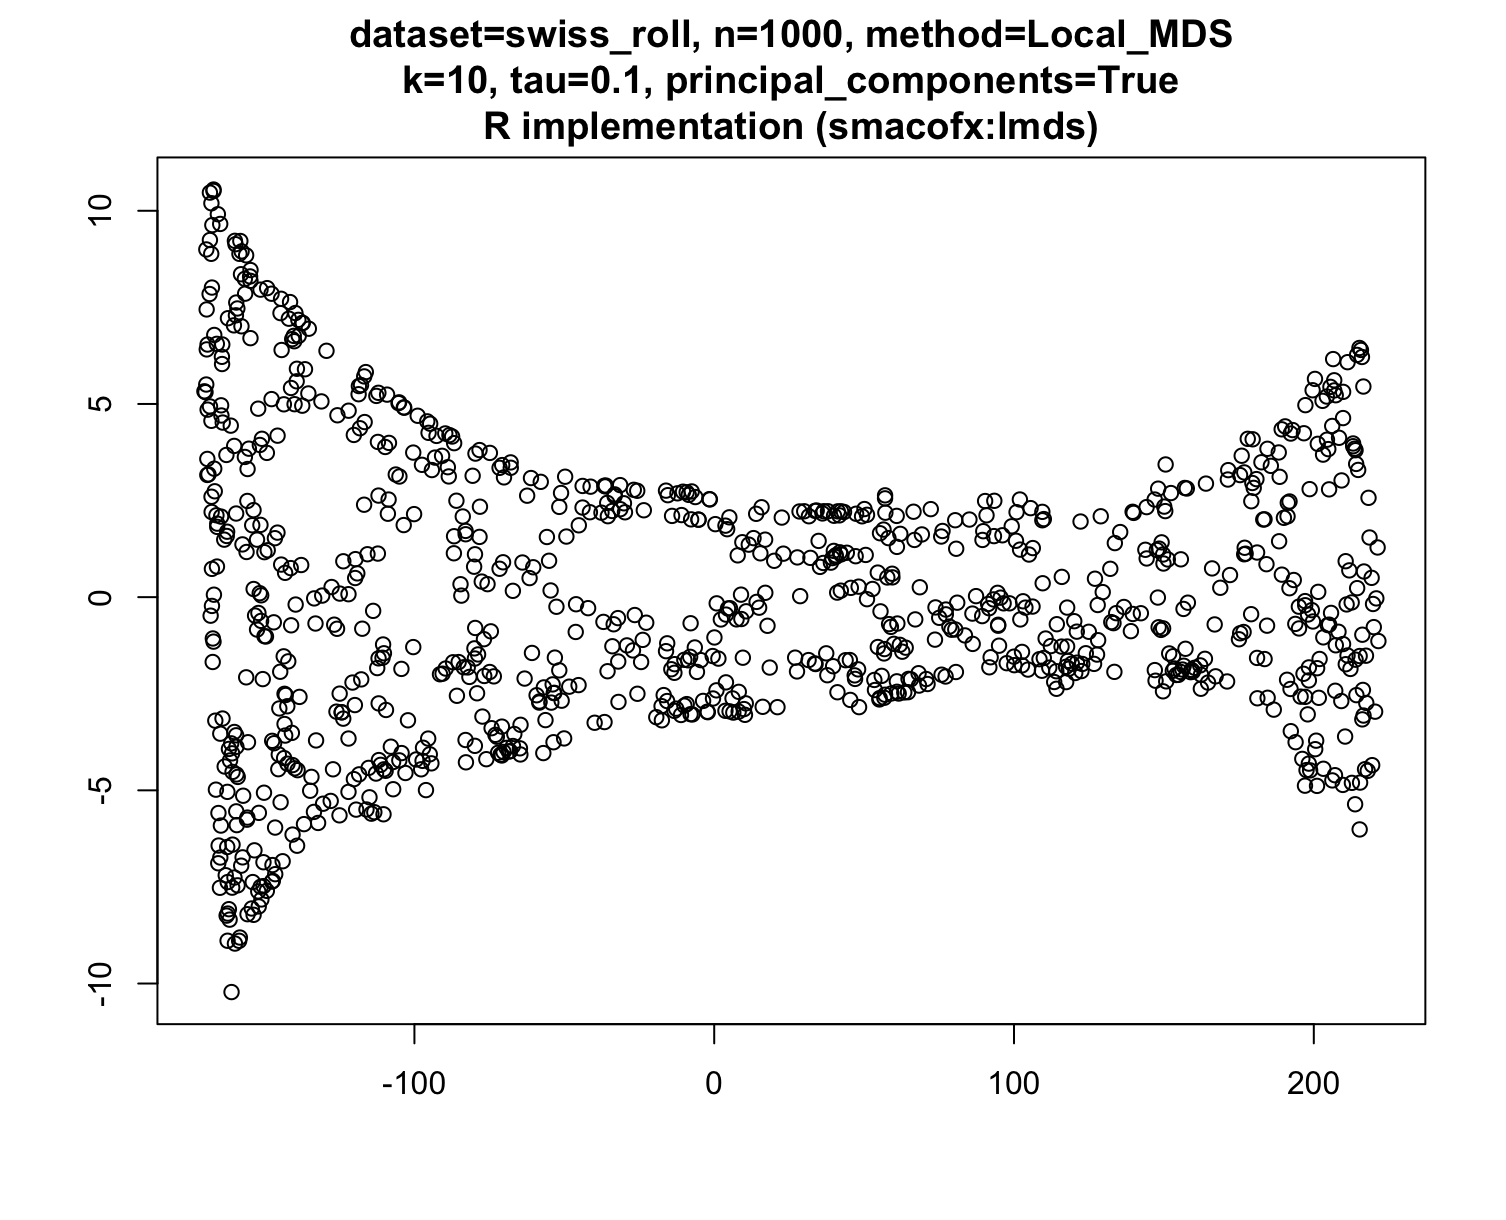 dataset=swiss_roll, n=1000, method=Local_MDS
k=10, tau=0.1, principal_components=True
R implementation (smacofx:lmds)
10
5
0
-5
-10
-100 0 100 200